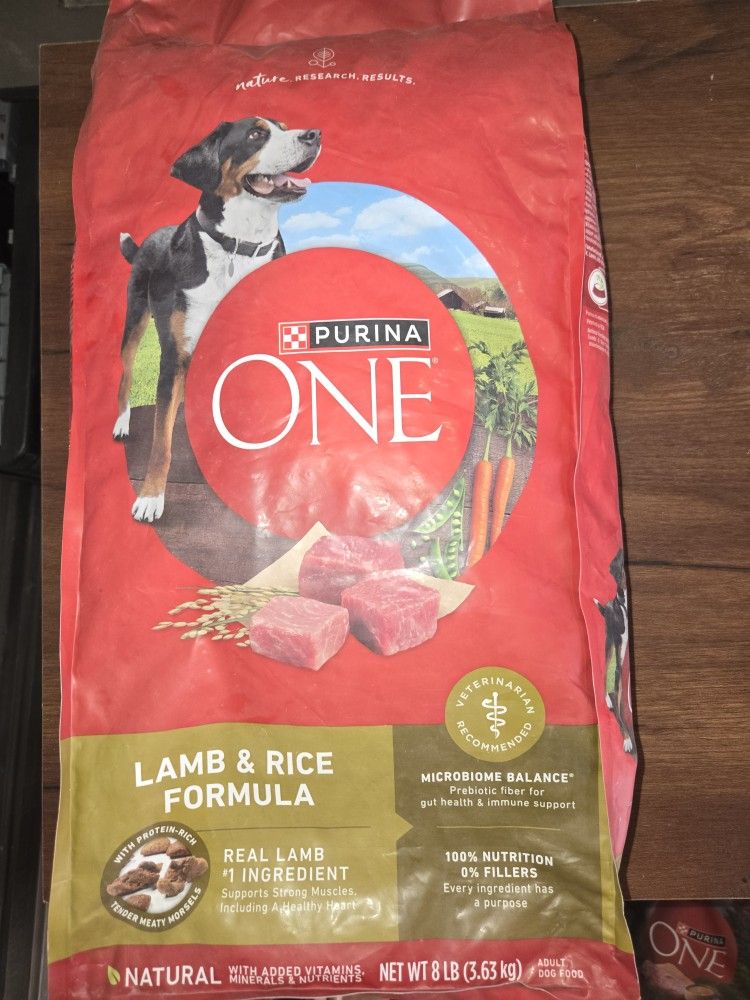 nature. RESEARCH. RESULTS.
PURINA
ONE®
VETERINARIAN
RECOMMENDED
LAMB & RICE
FORMULA
MICROBIOME BALANCE®
Prebiotic fiber for
gut health & immune support
WITH PROTEIN-RICH
TENDER MEATY MORSELS
REAL LAMB
#1 INGREDIENT
Supports Strong Muscles,
Including A Healthy Heart
100% NUTRITION
0% FILLERS
Every ingredient has
a purpose
NATURAL
WITH ADDED VITAMINS,
MINERALS & NUTRIENTS
NET WT 8 LB (3.63 kg)
ADULT
DOG FOOD
PURINA
ONE